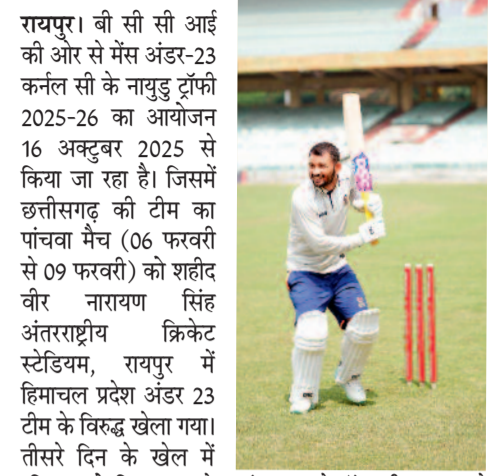 रायपुर। बी सी सी आई
की ओर से मेंस अंडर-23
कर्नल सी के नायुडु ट्रॉफी
2025-26 का आयोजन
16 अक्टुबर 2025 से
किया जा रहा है। जिसमें
छत्तीसगढ़ की टीम का
पांचवा मैच (06 फरवरी
से 09 फरवरी) को शहीद
वीर नारायण सिंह
अंतरराष्ट्रीय क्रिकेट
स्टेडियम, रायपुर में
हिमाचल प्रदेश अंडर 23
टीम के विरुद्ध खेला गया।
तीसरे दिन के खेल में